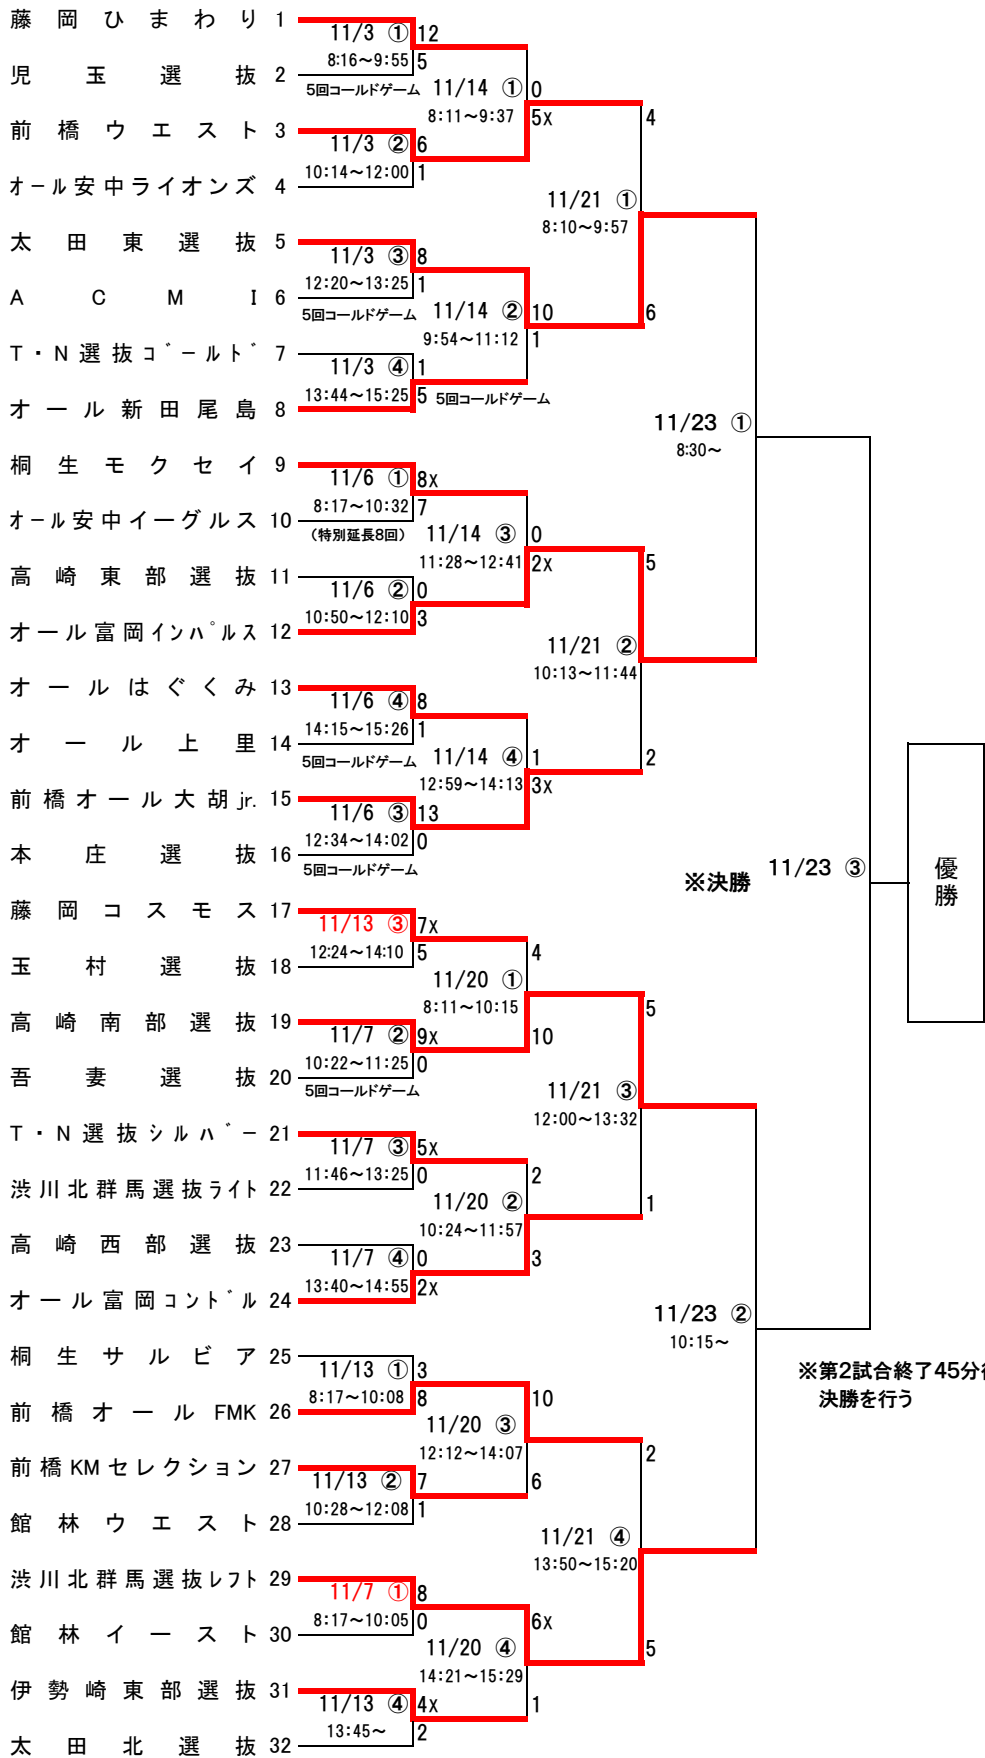 藤岡ひまわり 1
11/3 ① 12
8:16～9:55 5
児玉選抜 2
5回コールドゲーム
11/14 ① 0
8:11～9:37 5x
4
前橋ウエスト 3
11/3 ② 6
10:14～12:00 1
オール安中ライオンズ 4
11/21 ①
8:10～9:57
太田東選抜 5
11/3 ③ 8
12:20～13:25 1
ＡＣＭＩ 6
5回コールドゲーム
11/14 ② 10
9:54～11:12 1
6
T・N選抜ｺﾞｰﾙﾄﾞ 7
11/3 ④ 1
13:44～15:25 5
5回コールドゲーム
オール新田尾島 8
11/23 ①
8:30～
桐生モクセイ 9
11/6 ① 8x
8:17～10:32 7
オール安中イーグルス 10
(特別延長8回)
11/14 ③ 0
11:28～12:41 2x
5
高崎東部選抜 11
11/6 ② 0
10:50～12:10 3
オール富岡ｲﾝﾊﾟﾙｽ 12
11/21 ②
10:13～11:44
オールはぐくみ 13
11/6 ④ 8
14:15～15:26 1
オール上里 14
5回コールドゲーム
11/14 ④ 1
12:59～14:13 3x
2
前橋オール大胡jr. 15
11/6 ③ 13
12:34～14:02 0
本庄選抜 16
5回コールドゲーム
※決勝 11/23 ③
優勝
藤岡コスモス 17
11/13 ③ 7x
12:24～14:10 5
玉村選抜 18
4
11/20 ①
8:11～10:15
10
5
高崎南部選抜 19
11/7 ② 9x
10:22～11:25 0
吾妻選抜 20
5回コールドゲーム
11/21 ③
12:00～13:32
T・N選抜ｼﾙﾊﾞｰ 21
11/7 ③ 5x
11:46～13:25 0
渋川北群馬選抜ﾗｲﾄ 22
2
11/20 ②
10:24～11:57
3
1
高崎西部選抜 23
11/7 ④ 0
13:40～14:55 2x
オール富岡ｺﾝﾄﾞﾙ 24
11/23 ②
10:15～
※第2試合終了45分
決勝を行う
桐生サルビア 25
11/13 ① 3
8:17～10:08 8
前橋オールFMK 26
10
11/20 ③
12:12～14:07
6
2
前橋KMセレクション 27
11/13 ② 7
10:28～12:08 1
館林ウエスト 28
11/21 ④
13:50～15:20
渋川北群馬選抜ﾚﾌﾄ 29
11/7 ① 8
8:17～10:05 0
館林イースト 30
6x
11/20 ④
14:21～15:29
1
5
伊勢崎東部選抜 31
11/13 ④ 4x
13:45～ 2
太田北選抜 32